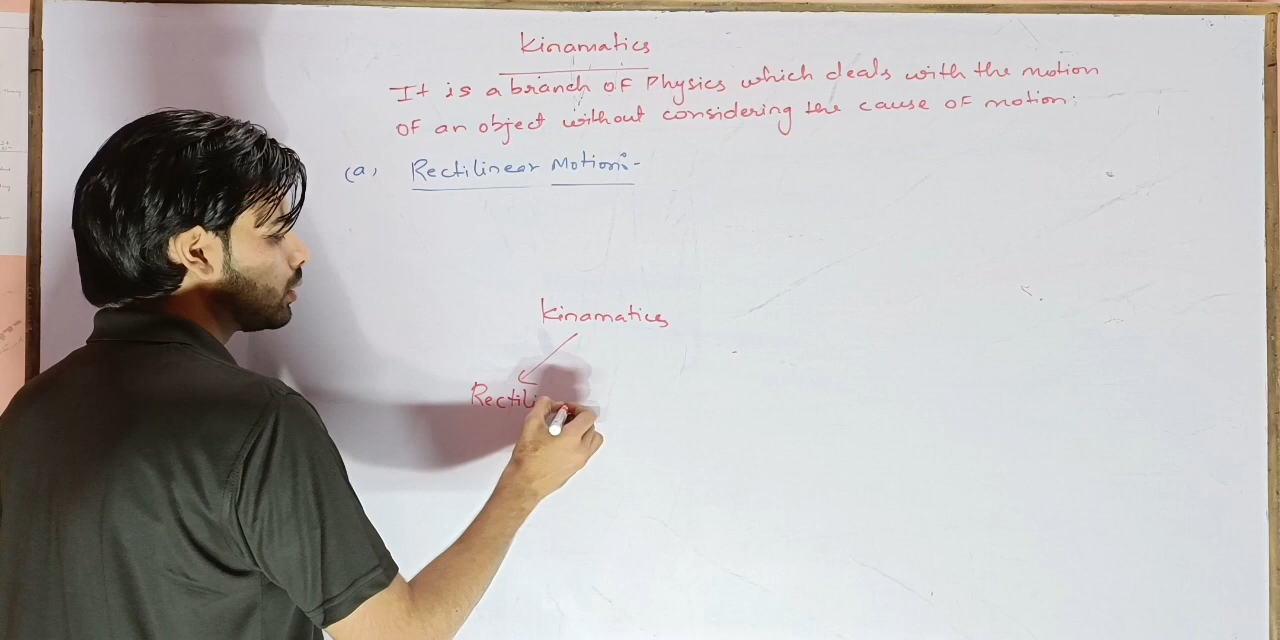 Kinamatics
It is a branch of Physics which deals with the motion
of an object without considering the cause of motion.
(a) Rectilinear Motion:-
Kinamatics
Rectili